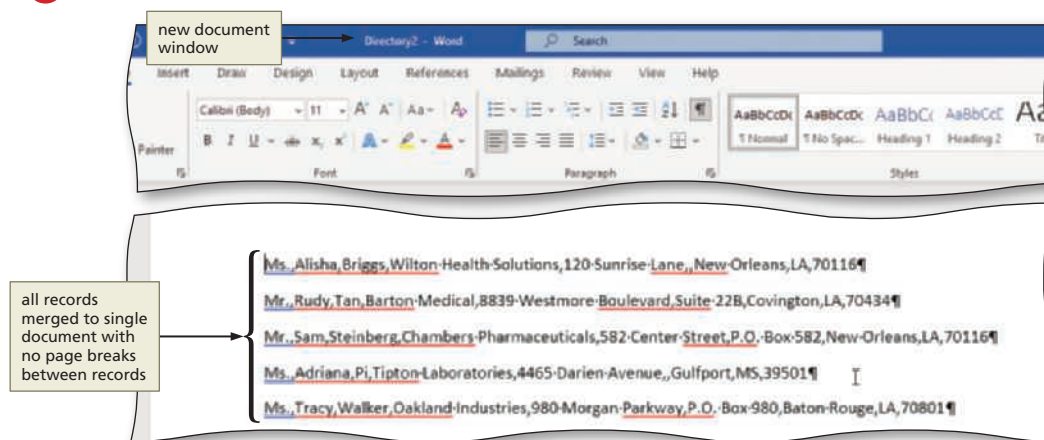 new document
window
Directory2 - Word
Search
Insert Draw Design Layout References Mailings Review View Help
Calibri (Body) 11 A A Aa A
Painter
B I U ab x x A A
Font Paragraph Styles
AaBbCcDc AaBbCcDc AaBbC( AaBbCcE Aa
¶ Normal ¶ No Spac... Heading 1 Heading 2 Tit
all records
merged to single
document with
no page breaks
between records
Ms.,Alisha,Briggs,Wilton·Health·Solutions,120·Sunrise·Lane,,New·Orleans,LA,70116¶
Mr.,Rudy,Tan,Barton·Medical,8839·Westmore·Boulevard,Suite·22B,Covington,LA,70434¶
Mr.,Sam,Steinberg,Chambers·Pharmaceuticals,582·Center·Street,P.O.·Box·582,New·Orleans,LA,70116¶
Ms.,Adriana,Pi,Tipton·Laboratories,4465·Darien·Avenue,,Gulfport,MS,39501¶
Ms.,Tracy,Walker,Oakland·Industries,980·Morgan·Parkway,P.O.·Box·980,Baton·Rouge,LA,70801¶